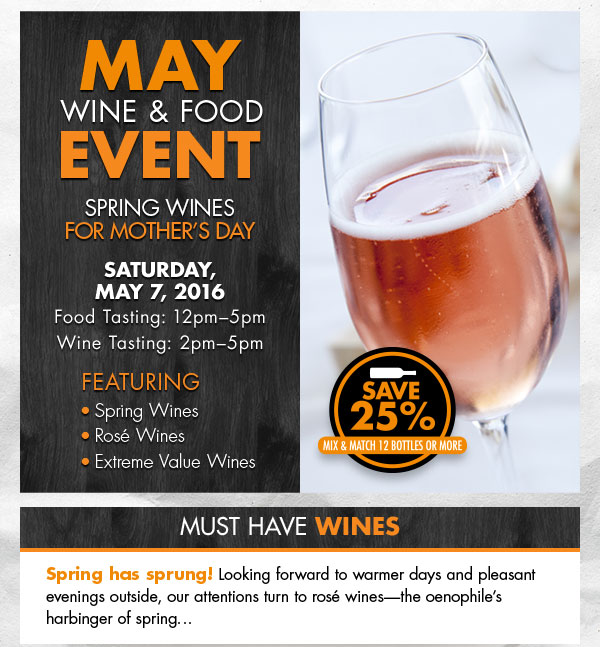 MAY
WINE & FOOD
EVENT
SPRING WINES
FOR MOTHER'S DAY
SATURDAY,
MAY 7, 2016
Food Tasting: 12pm–5pm
Wine Tasting: 2pm–5pm
FEATURING
• Spring Wines
• Rosé Wines
• Extreme Value Wines
SAVE
25%
MIX & MATCH 12 BOTTLES OR MORE
MUST HAVE WINES
Spring has sprung! Looking forward to warmer days and pleasant
evenings outside, our attentions turn to rosé wines—the oenophile's
harbinger of spring...